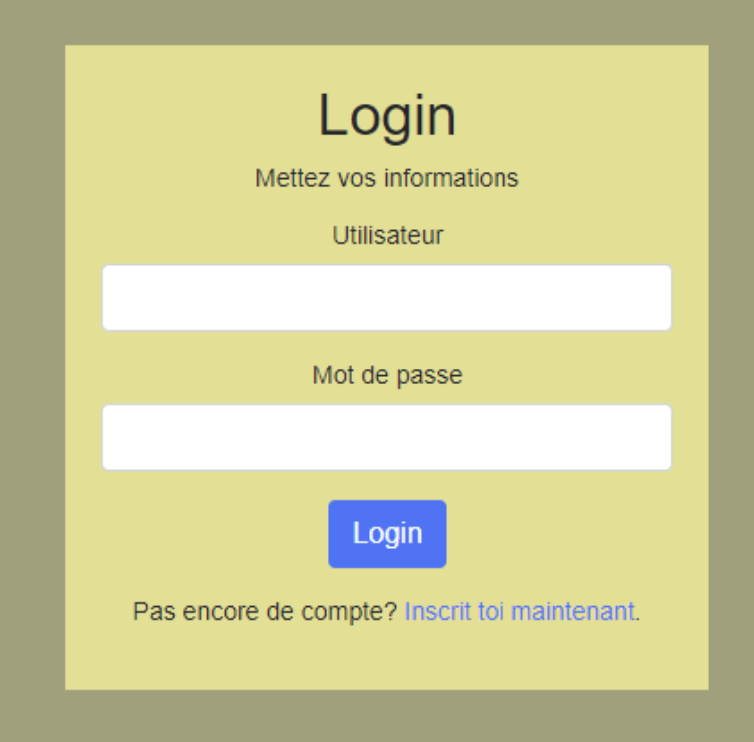 Login
Mettez vos informations
Utilisateur
Mot de passe
Login
Pas encore de compte? Inscrit toi maintenant.